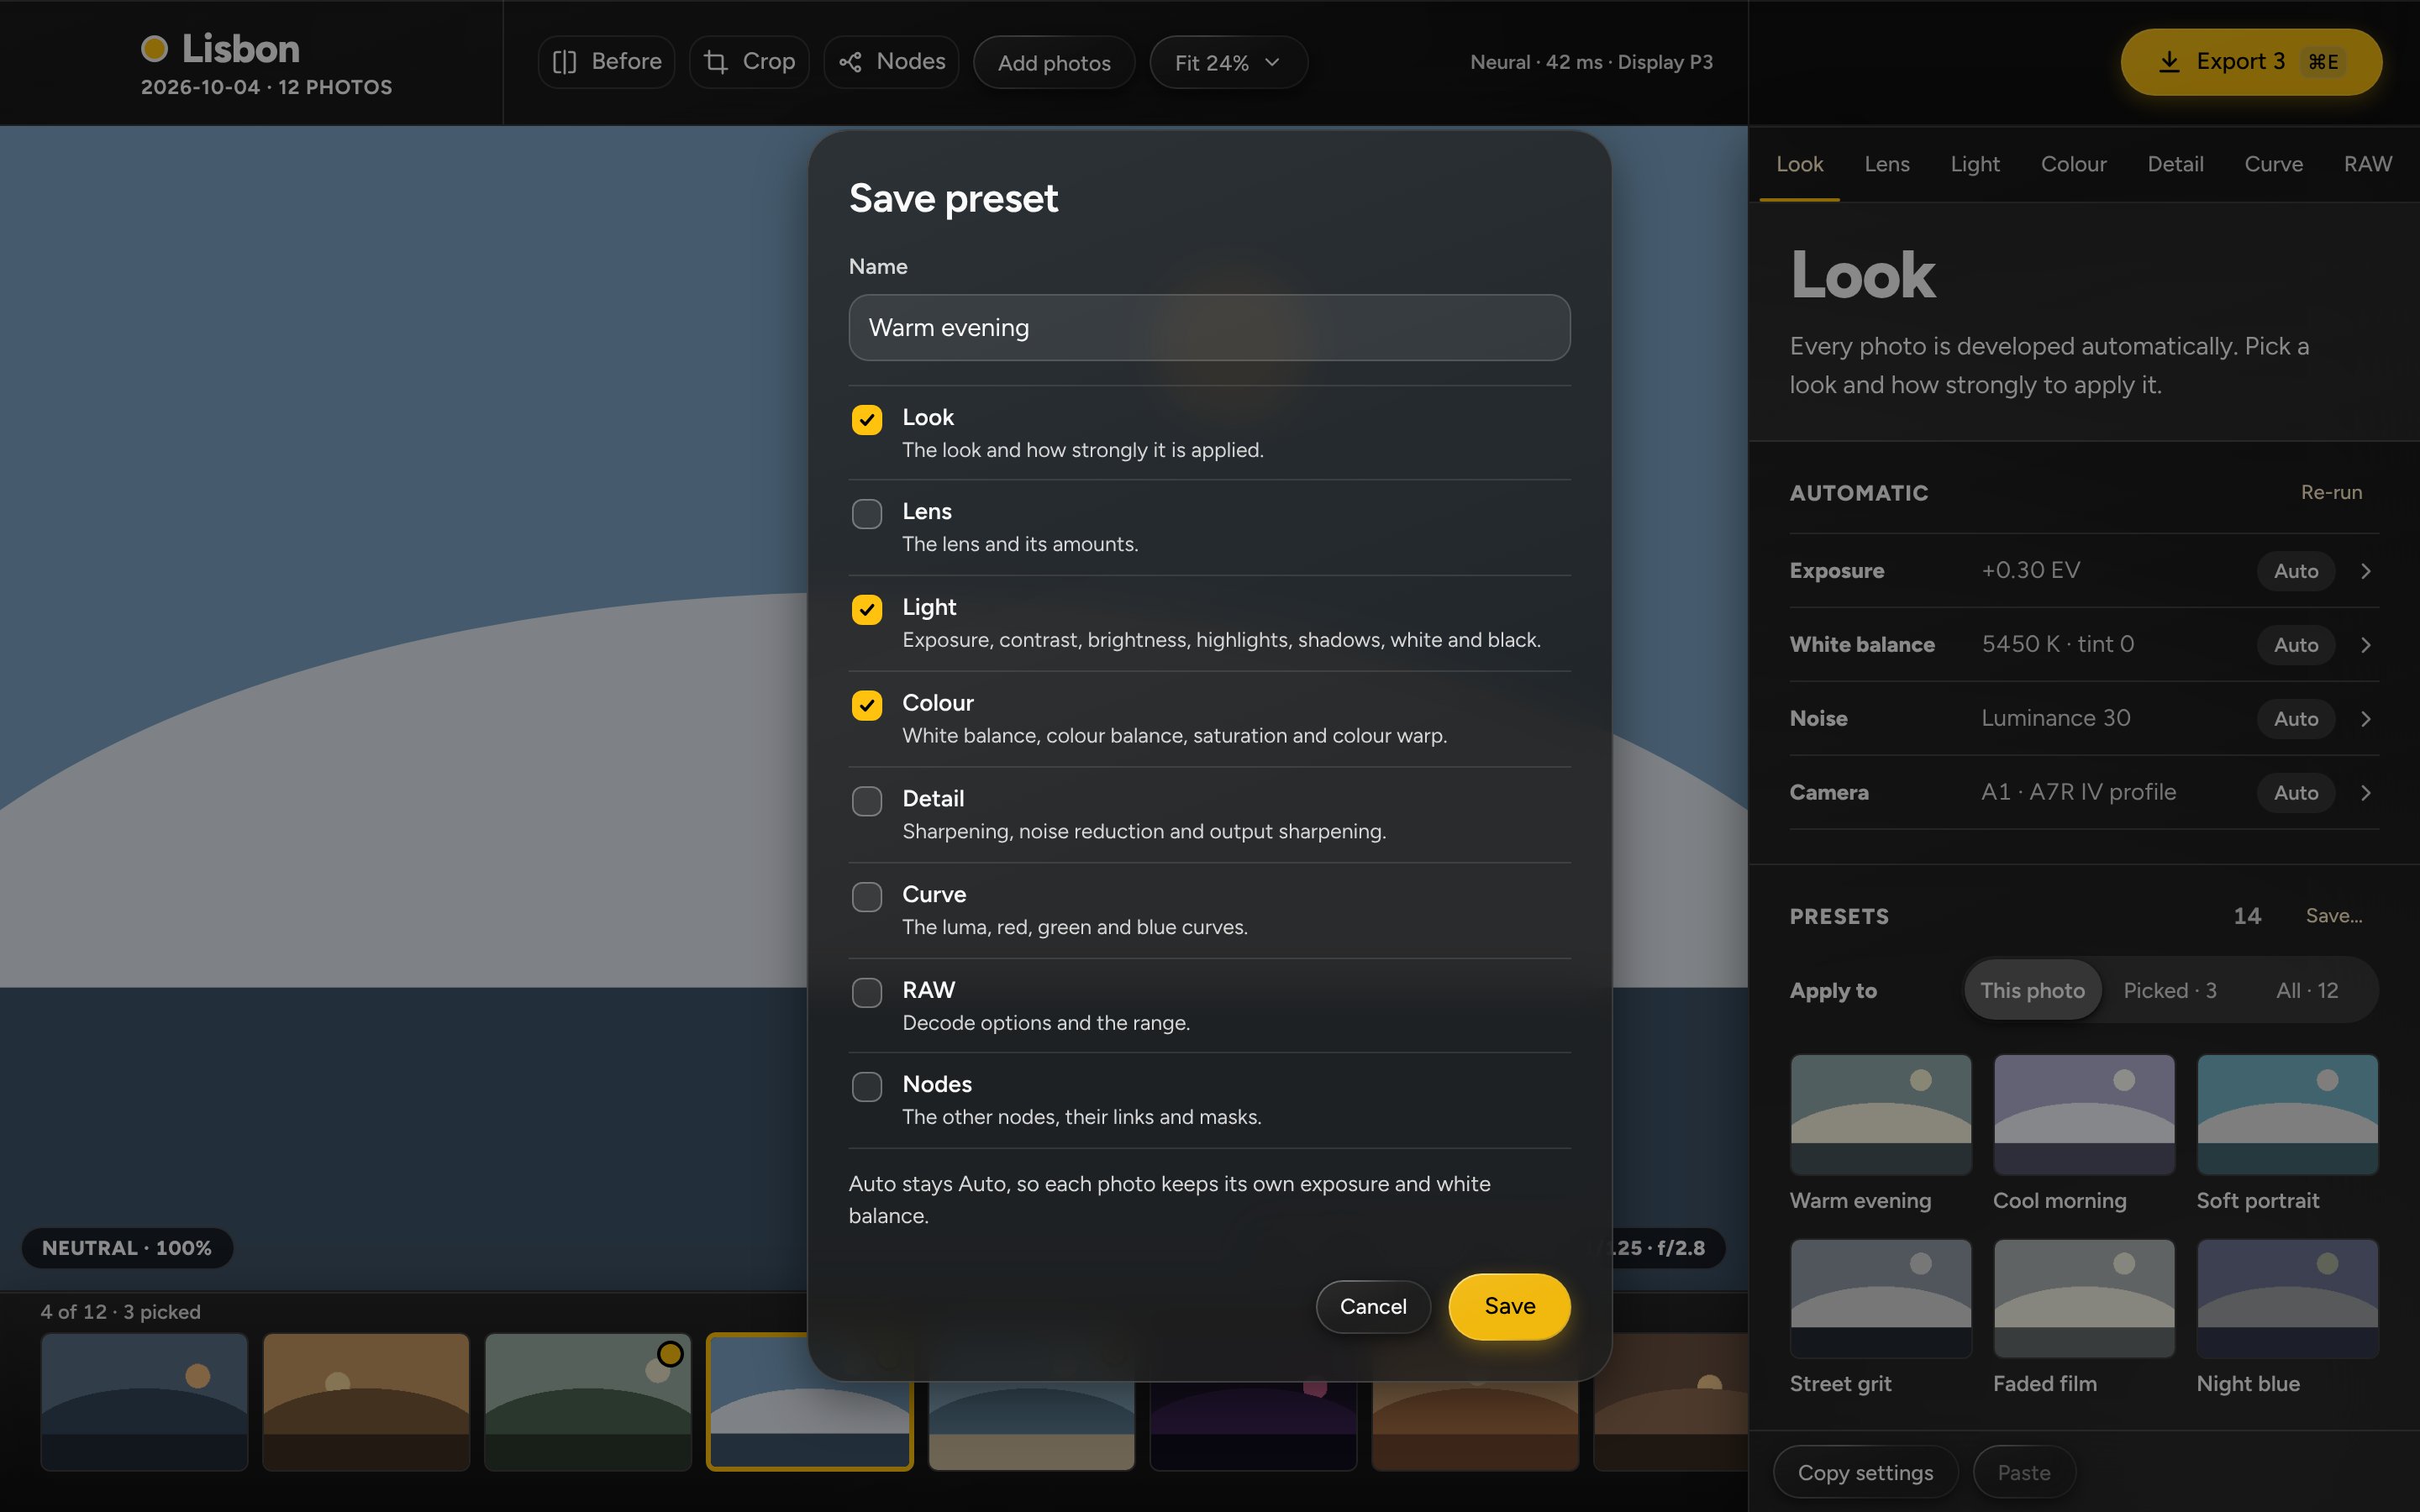 Lisbon
2026-10-04 · 12 PHOTOS
Before
Crop
Nodes
Add photos
Fit 24%
Neural · 42 ms · Display P3
Export 3 ⌘E
Look Lens Light Colour Detail Curve RAW
Look
Every photo is developed automatically. Pick a
look and how strongly to apply it.
AUTOMATIC Re-run
Exposure +0.30 EV Auto
White balance 5450 K · tint 0 Auto
Noise Luminance 30 Auto
Camera A1 · A7R IV profile Auto
PRESETS 14 Save...
Apply to This photo Picked · 3 All · 12
Warm evening Cool morning Soft portrait
Street grit Faded film Night blue
Copy settings Paste
Save preset
Name
Warm evening
Look
The look and how strongly it is applied.
Lens
The lens and its amounts.
Light
Exposure, contrast, brightness, highlights, shadows, white and black.
Colour
White balance, colour balance, saturation and colour warp.
Detail
Sharpening, noise reduction and output sharpening.
Curve
The luma, red, green and blue curves.
RAW
Decode options and the range.
Nodes
The other nodes, their links and masks.
Auto stays Auto, so each photo keeps its own exposure and white
balance.
Cancel Save
NEUTRAL · 100%
f/2.8
4 of 12 · 3 picked